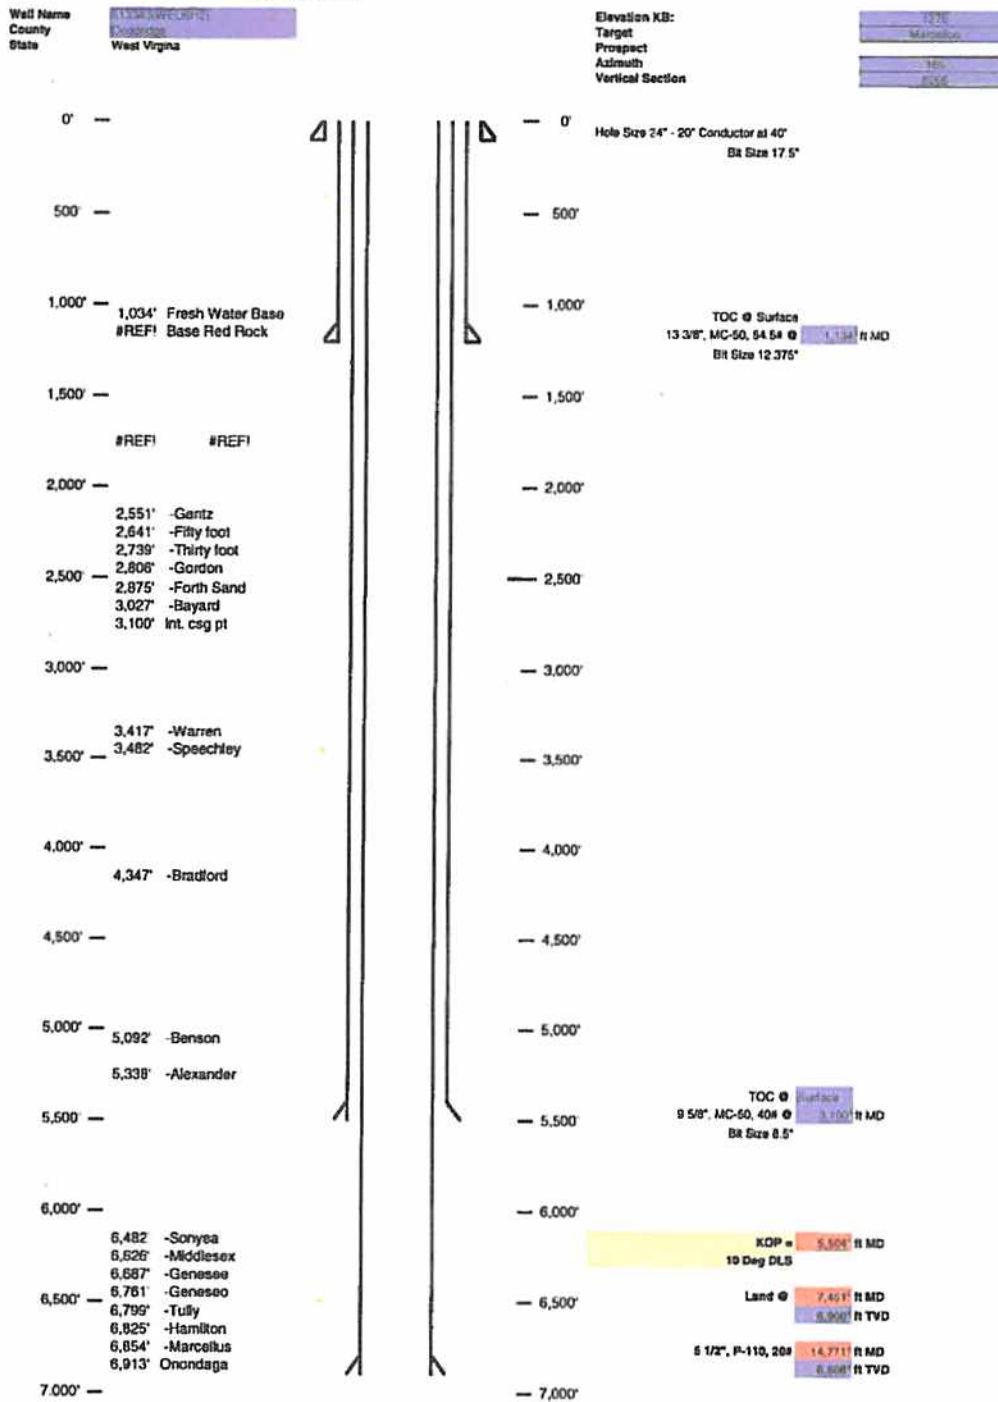 Well Name
County
State West Virgina
Elevation KB:
Target Marcellus
Prospect
Azimuth
Vertical Section
0'
0'
Hole Size 24" - 20" Conductor at 40'
Bit Size 17.5"
500'
500'
1,000'
1,000'
1,034' Fresh Water Base
#REF! Base Red Rock
TOC @ Surface
13 3/8", MC-50, 54.5# @ ft MD
Bit Size 12.375"
1,500'
1,500'
#REF! #REF!
2,000'
2,000'
2,551' -Gantz
2,641' -Fifty foot
2,739' -Thirty foot
2,806' -Gordon
2,500'
2,500'
2,875' -Forth Sand
3,027' -Bayard
3,100' Int. csg pt
3,000'
3,000'
3,417' -Warren
3,482' -Speechley
3,500'
3,500'
4,000'
4,000'
4,347' -Bradford
4,500'
4,500'
5,000'
5,000'
5,092' -Benson
5,338' -Alexander
5,500'
5,500'
TOC @ Surface
9 5/8", MC-50, 40# @ 3,100' ft MD
Bit Size 8.5"
6,000'
6,000'
6,482' -Sonyea
6,626' -Middlesex
6,687' -Genesee
6,761' -Geneseo
6,500'
6,500'
6,799' -Tully
6,825' -Hamilton
6,854' -Marcellus
6,913' Onondaga
7,000'
7,000'
KOP = ft MD
10 Deg DLS
Land @ ft MD
ft TVD
5 1/2", P-110, 20# 14,771' ft MD
ft TVD